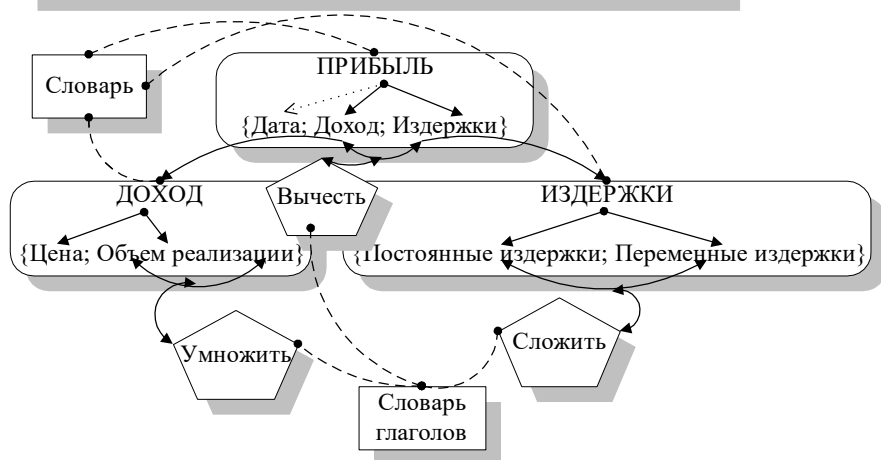 Словарь
ПРИБЫЛЬ
{Дата; Доход; Издержки}
ДОХОД
Вычесть
ИЗДЕРЖКИ
{Цена; Объем реализации}
{Постоянные издержки; Переменные издержки}
Умножить
Сложить
Словарь
глаголов